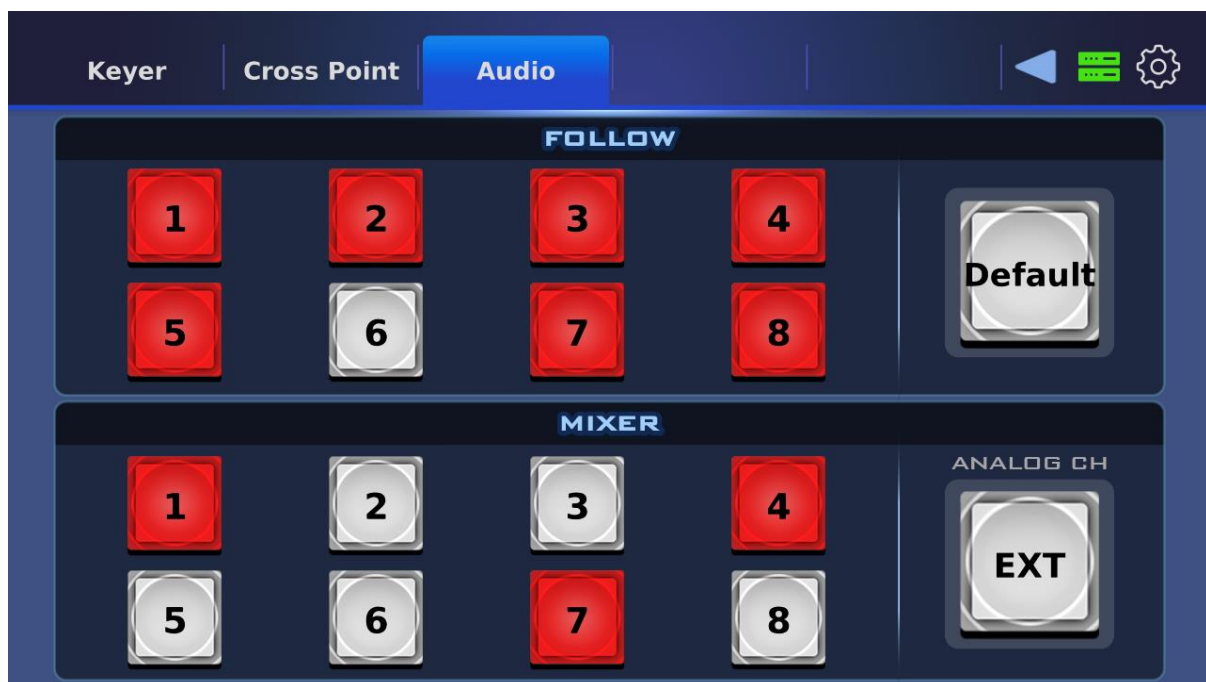 Keyer Cross Point Audio
FOLLOW
1 2 3 4
Default
5 6 7 8
MIXER
ANALOG CH
1 2 3 4
EXT
5 6 7 8